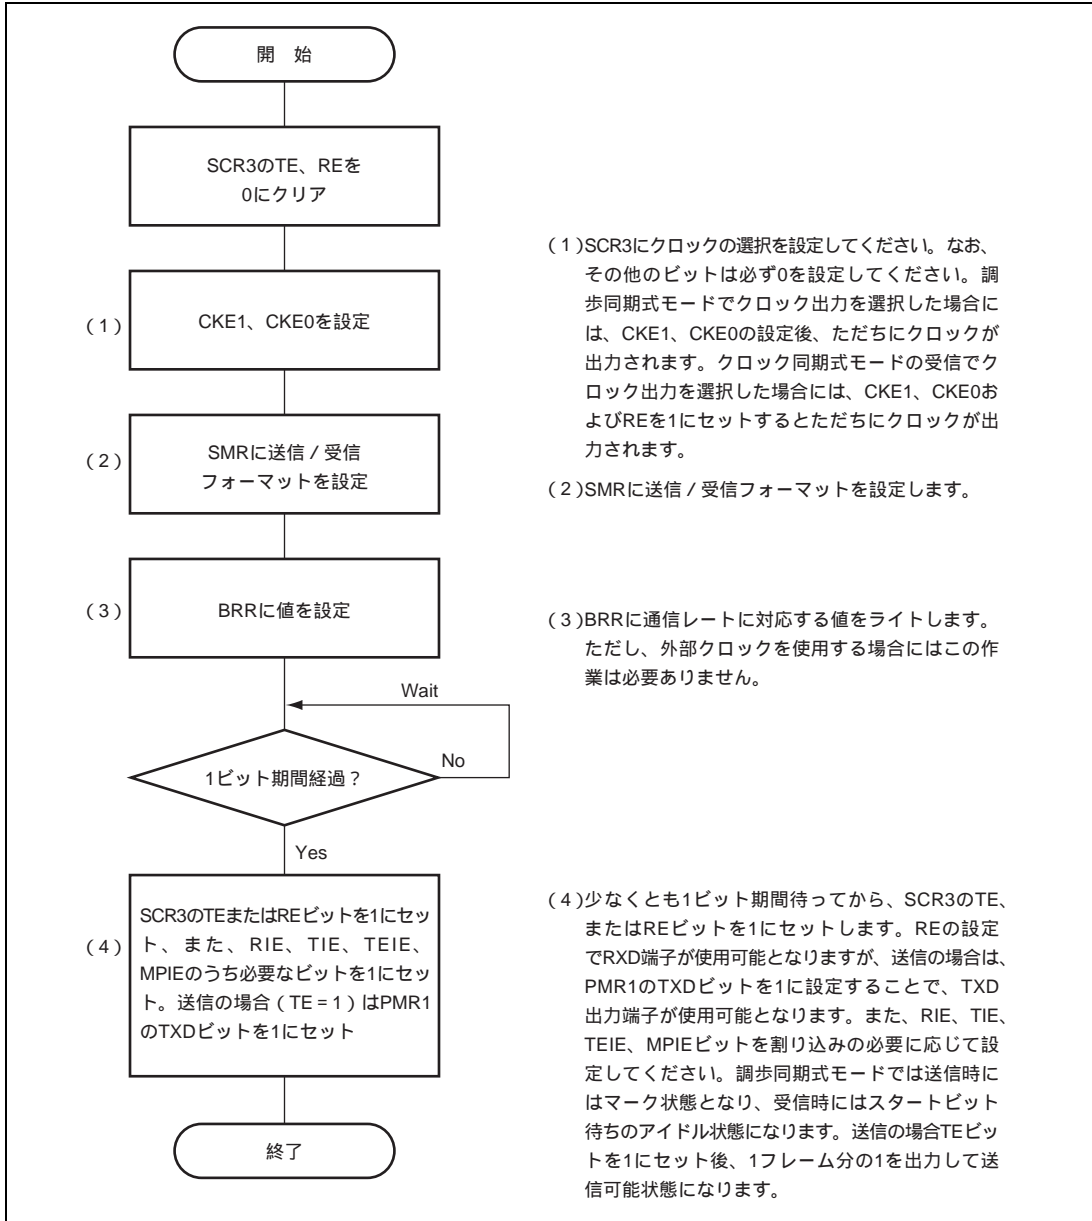 開 始
SCR3のTE、REを
0にクリア
(1)
CKE1、CKE0を設定
(2)
SMRに送信/受信
フォーマットを設定
(3)
BRRに値を設定
Wait
1ビット期間経過?
No
Yes
(4)
SCR3のTEまたはREビットを1にセッ
ト、また、RIE、TIE、TEIE、
MPIEのうち必要なビットを1にセッ
ト。送信の場合(TE=1)はPMR1
のTXDビットを1にセット
終了
(1)SCR3にクロックの選択を設定してください。なお、
その他のビットは必ず0を設定してください。調
歩同期式モードでクロック出力を選択した場合に
は、CKE1、CKE0の設定後、ただちにクロックが
出力されます。クロック同期式モードの受信でク
ロック出力を選択した場合には、CKE1、CKE0お
よびREを1にセットするとただちにクロックが出
力されます。
(2)SMRに送信/受信フォーマットを設定します。
(3)BRRに通信レートに対応する値をライトします。
ただし、外部クロックを使用する場合にはこの作
業は必要ありません。
(4)少なくとも1ビット期間待ってから、SCR3のTE、
またはREビットを1にセットします。REの設定
でRXD端子が使用可能となりますが、送信の場合は、
PMR1のTXDビットを1に設定することで、TXD
出力端子が使用可能となります。また、RIE、TIE、
TEIE、MPIEビットを割り込みの必要に応じて設
定してください。調歩同期式モードでは送信時に
はマーク状態となり、受信時にはスタートビット
待ちのアイドル状態になります。送信の場合TEビッ
トを1にセット後、1フレーム分の1を出力して送
信可能状態になります。